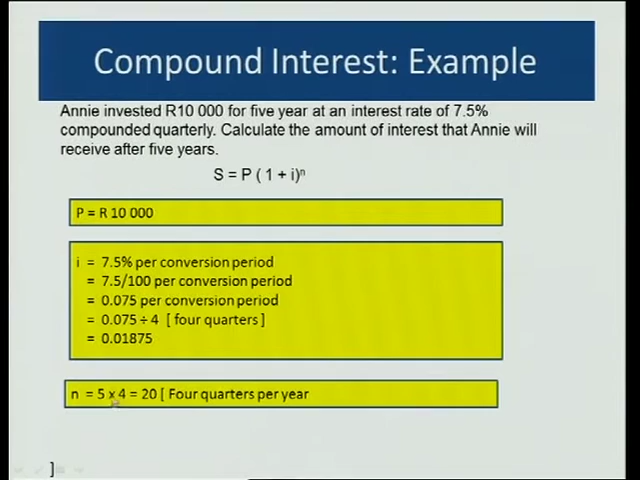 Compound Interest: Example
Annie invested R10 000 for five year at an interest rate of 7.5%
compounded quarterly. Calculate the amount of interest that Annie will
receive after five years.
S = P ( 1 + i)ⁿ
P = R 10 000
i = 7.5% per conversion period
= 7.5/100 per conversion period
= 0.075 per conversion period
= 0.075 ÷ 4 [ four quarters ]
= 0.01875
n = 5 x 4 = 20 [ Four quarters per year
]